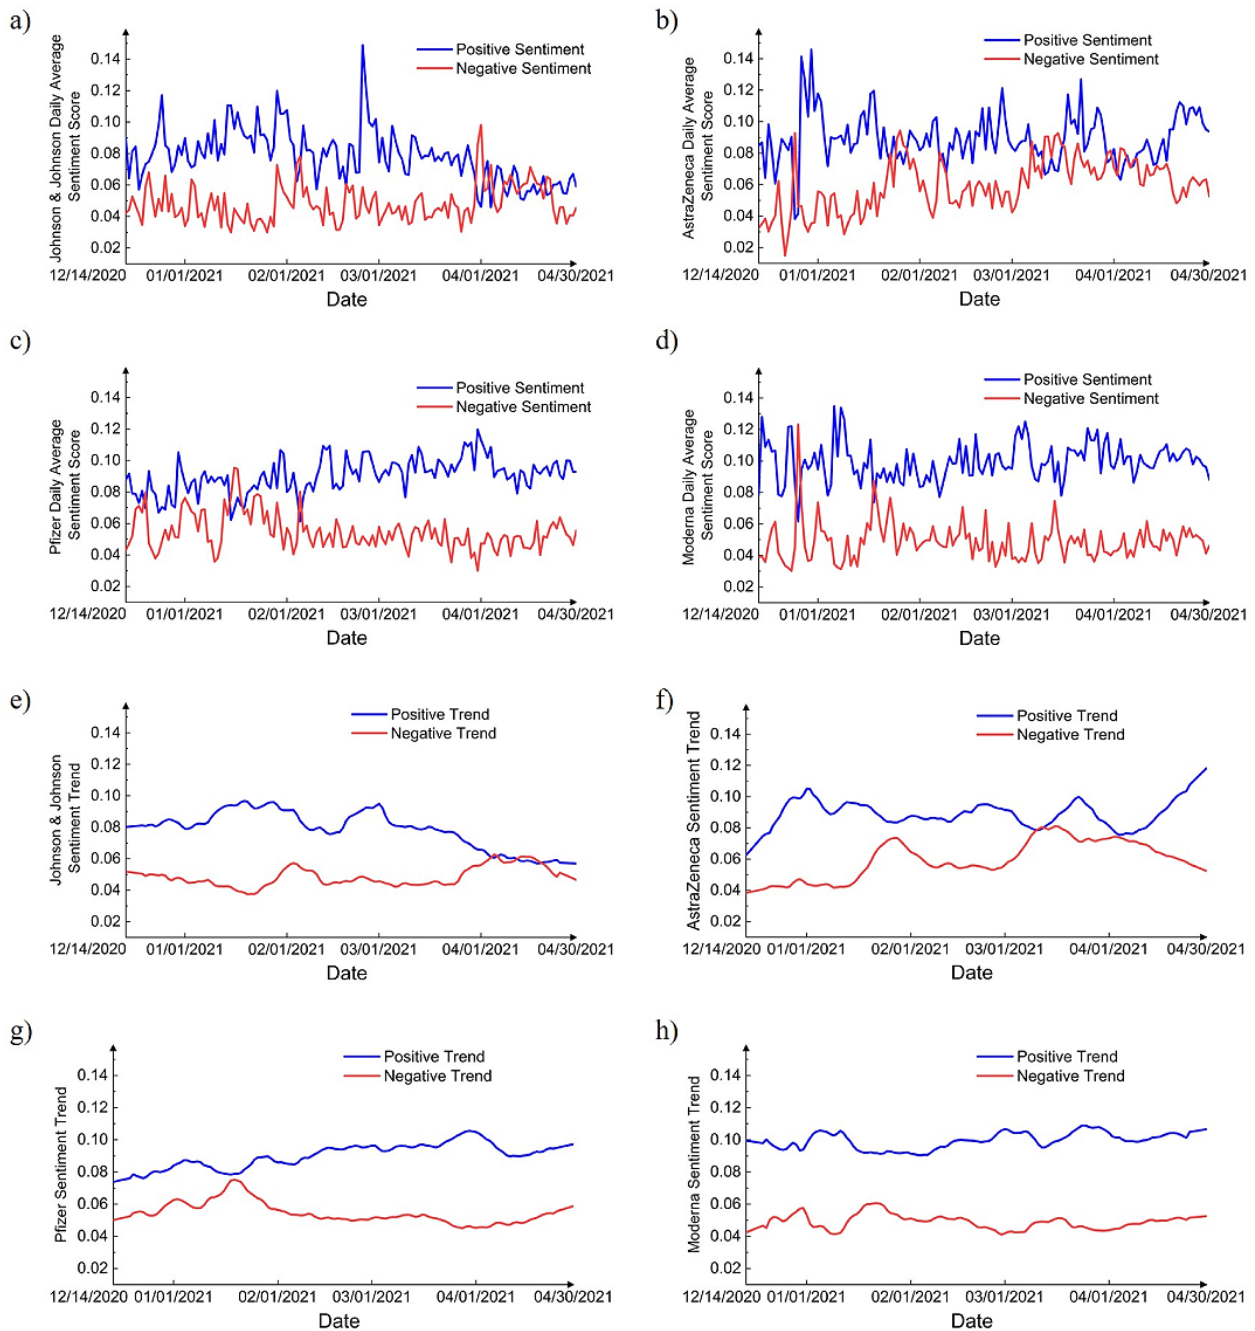 a)
Johnson & Johnson Daily Average
Sentiment Score
0.14
0.12
0.10
0.08
0.06
0.04
0.02
Positive Sentiment
Negative Sentiment
12/14/2020
01/01/2021
02/01/2021
03/01/2021
04/01/2021
04/30/2021
Date
b)
AstraZeneca Daily Average
Sentiment Score
0.14
0.12
0.10
0.08
0.06
0.04
0.02
Positive Sentiment
Negative Sentiment
12/14/2020
01/01/2021
02/01/2021
03/01/2021
04/01/2021
04/30/2021
Date
c)
Pfizer Daily Average
Sentiment Score
0.14
0.12
0.10
0.08
0.06
0.04
0.02
Positive Sentiment
Negative Sentiment
12/14/2020
01/01/2021
02/01/2021
03/01/2021
04/01/2021
04/30/2021
Date
d)
Moderna Daily Average
Sentiment Score
0.14
0.12
0.10
0.08
0.06
0.04
0.02
Positive Sentiment
Negative Sentiment
12/14/2020
01/01/2021
02/01/2021
03/01/2021
04/01/2021
04/30/2021
Date
e)
Johnson & Johnson
Sentiment Trend
0.14
0.12
0.10
0.08
0.06
0.04
0.02
Positive Trend
Negative Trend
12/14/2020
01/01/2021
02/01/2021
03/01/2021
04/01/2021
04/30/2021
Date
f)
AstraZeneca Sentiment Trend
0.14
0.12
0.10
0.08
0.06
0.04
0.02
Positive Trend
Negative Trend
12/14/2020
01/01/2021
02/01/2021
03/01/2021
04/01/2021
04/30/2021
Date
g)
Pfizer Sentiment Trend
0.14
0.12
0.10
0.08
0.06
0.04
0.02
Positive Trend
Negative Trend
12/14/2020
01/01/2021
02/01/2021
03/01/2021
04/01/2021
04/30/2021
Date
h)
Moderna Sentiment Trend
0.14
0.12
0.10
0.08
0.06
0.04
0.02
Positive Trend
Negative Trend
12/14/2020
01/01/2021
02/01/2021
03/01/2021
04/01/2021
04/30/2021
Date